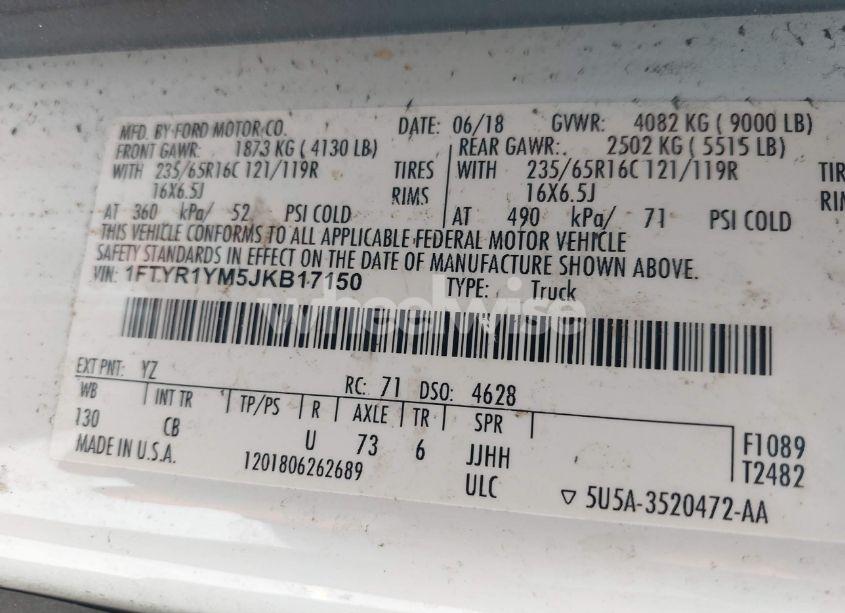 MFD. BY FORD MOTOR CO. DATE: 06/18 GVWR: 4082 KG ( 9000 LB)
FRONT GAWR: 1873 KG ( 4130 LB) REAR GAWR: 2502 KG ( 5515 LB)
WITH 235/65R16C 121/119R TIRES WITH 235/65R16C 121/119R TIR
16X6.5J RIMS 16X6.5J RIM
AT 360 kPa/ 52 PSI COLD AT 490 kPa/ 71 PSI COLD
THIS VEHICLE CONFORMS TO ALL APPLICABLE FEDERAL MOTOR VEHICLE
SAFETY STANDARDS IN EFFECT ON THE DATE OF MANUFACTURE SHOWN ABOVE.
VIN: 1FTYR1YM5JKB17150 TYPE: Truck
wheelwise
EXT PNT: YZ RC: 71 DSO: 4628
WB INT TR TP/PS R AXLE TR SPR
130 CB U 73 6 JJHH F1089
MADE IN U.S.A. 1201806262689 ULC T2482
▽ 5U5A-3520472-AA